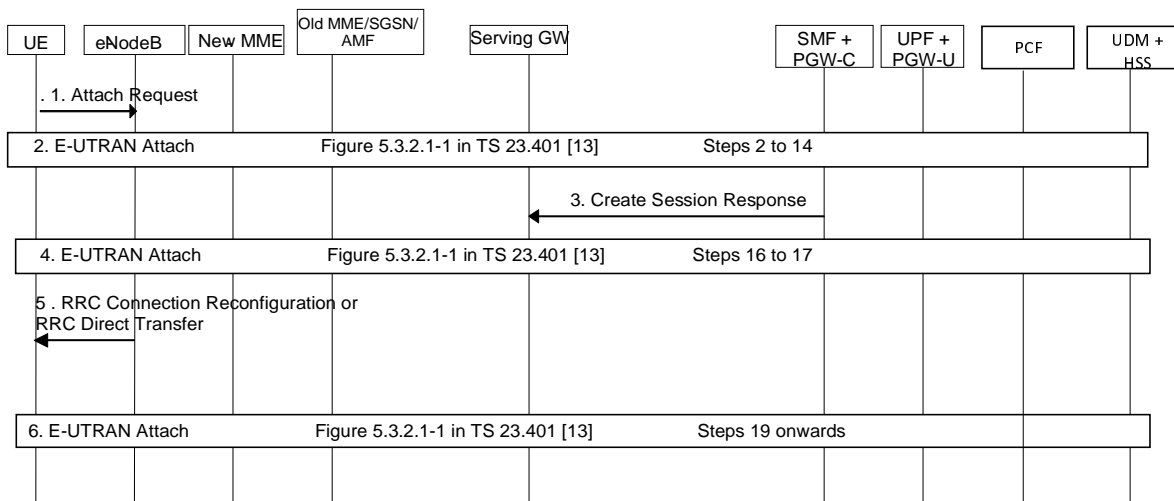 UE
eNodeB
New MME
Old MME/SGSN/
AMF
Serving GW
SMF +
PGW-C
UPF +
PGW-U
PCF
UDM +
HSS
. 1. Attach Request
2. E-UTRAN Attach Figure 5.3.2.1-1 in TS 23.401 [13] Steps 2 to 14
3. Create Session Response
4. E-UTRAN Attach Figure 5.3.2.1-1 in TS 23.401 [13] Steps 16 to 17
5 . RRC Connection Reconfiguration or
RRC Direct Transfer
6. E-UTRAN Attach Figure 5.3.2.1-1 in TS 23.401 [13] Steps 19 onwards